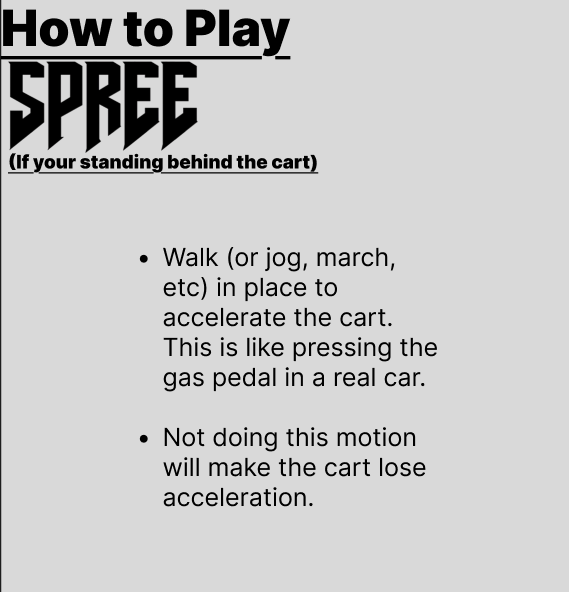 How to Play
SPREE
(If your standing behind the cart)
• Walk (or jog, march,
etc) in place to
accelerate the cart.
This is like pressing the
gas pedal in a real car.
• Not doing this motion
will make the cart lose
acceleration.